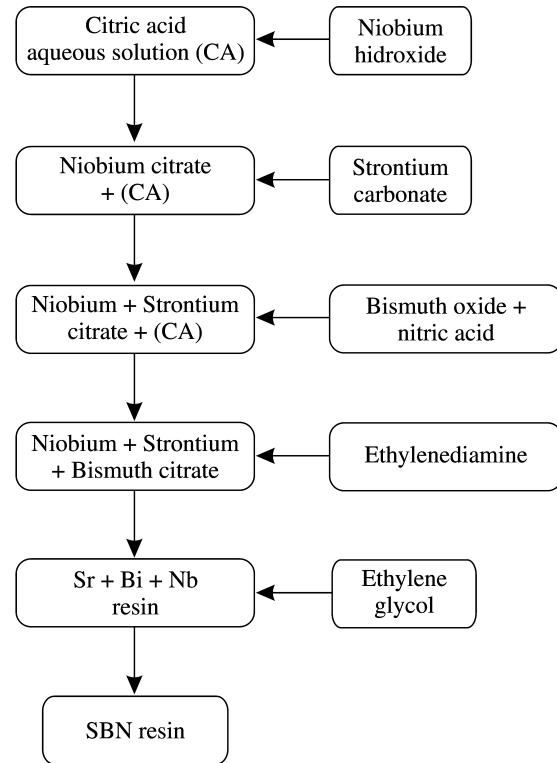 Citric acid
aqueous solution (CA)
Niobium
hidroxide
Niobium citrate
+ (CA)
Strontium
carbonate
Niobium + Strontium
citrate + (CA)
Bismuth oxide +
nitric acid
Niobium + Strontium
+ Bismuth citrate
Ethylenediamine
Sr + Bi + Nb
resin
Ethylene
glycol
SBN resin